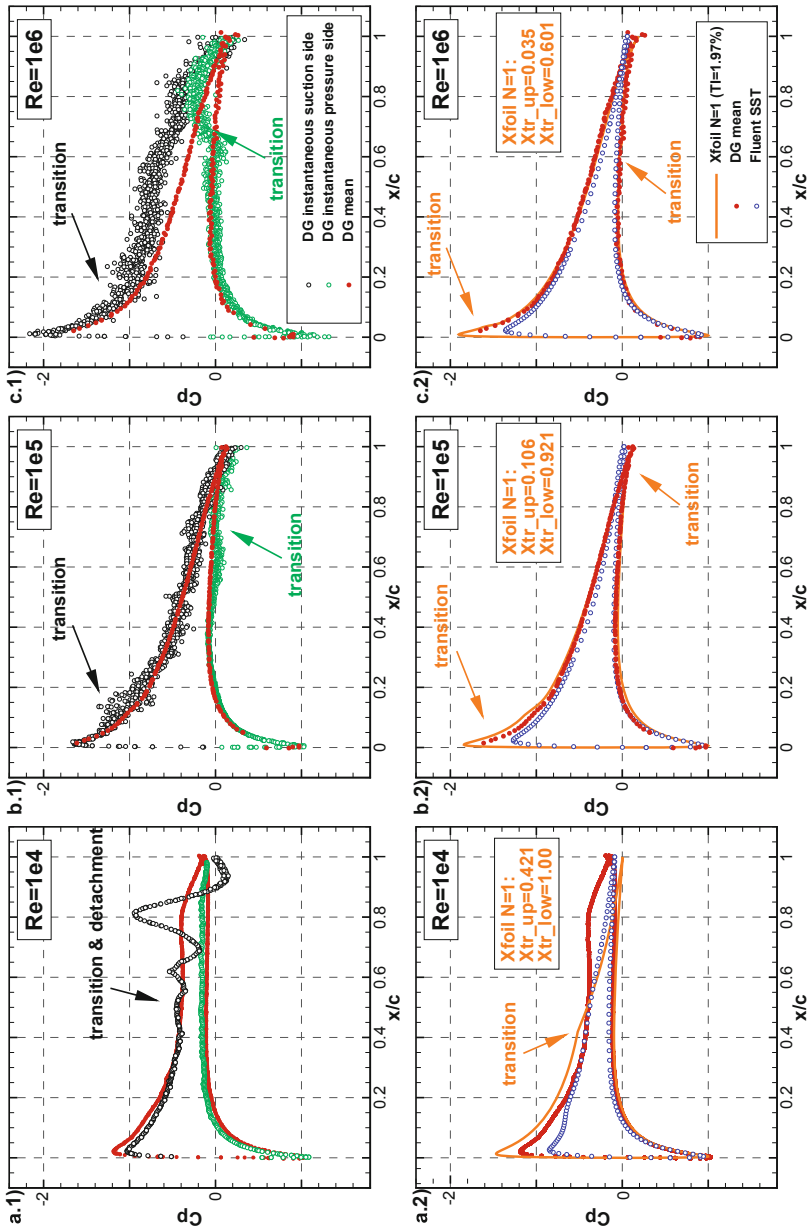 a.1)
Re=1e4
Cp
-2
0
transition & detachment
0
0.2
0.4
0.6
0.8
1
x/c
b.1)
Re=1e5
Cp
-2
0
transition
transition
0
0.2
0.4
0.6
0.8
1
x/c
c.1)
Re=1e6
Cp
-2
0
transition
transition
DG instantaneous suction side
DG instantaneous pressure side
DG mean
0
0.2
0.4
0.6
0.8
1
x/c
a.2)
Re=1e4
Cp
-2
0
Xfoil N=1:
Xtr_up=0.421
Xtr_low=1.00
transition
0
0.2
0.4
0.6
0.8
1
x/c
b.2)
Re=1e5
Cp
-2
0
Xfoil N=1:
Xtr_up=0.106
Xtr_low=0.921
transition
transition
0
0.2
0.4
0.6
0.8
1
x/c
c.2)
Re=1e6
Cp
-2
0
Xfoil N=1:
Xtr_up=0.035
Xtr_low=0.601
transition
transition
Xfoil N=1 (TI=1.97%)
DG mean
Fluent SST
0
0.2
0.4
0.6
0.8
1
x/c